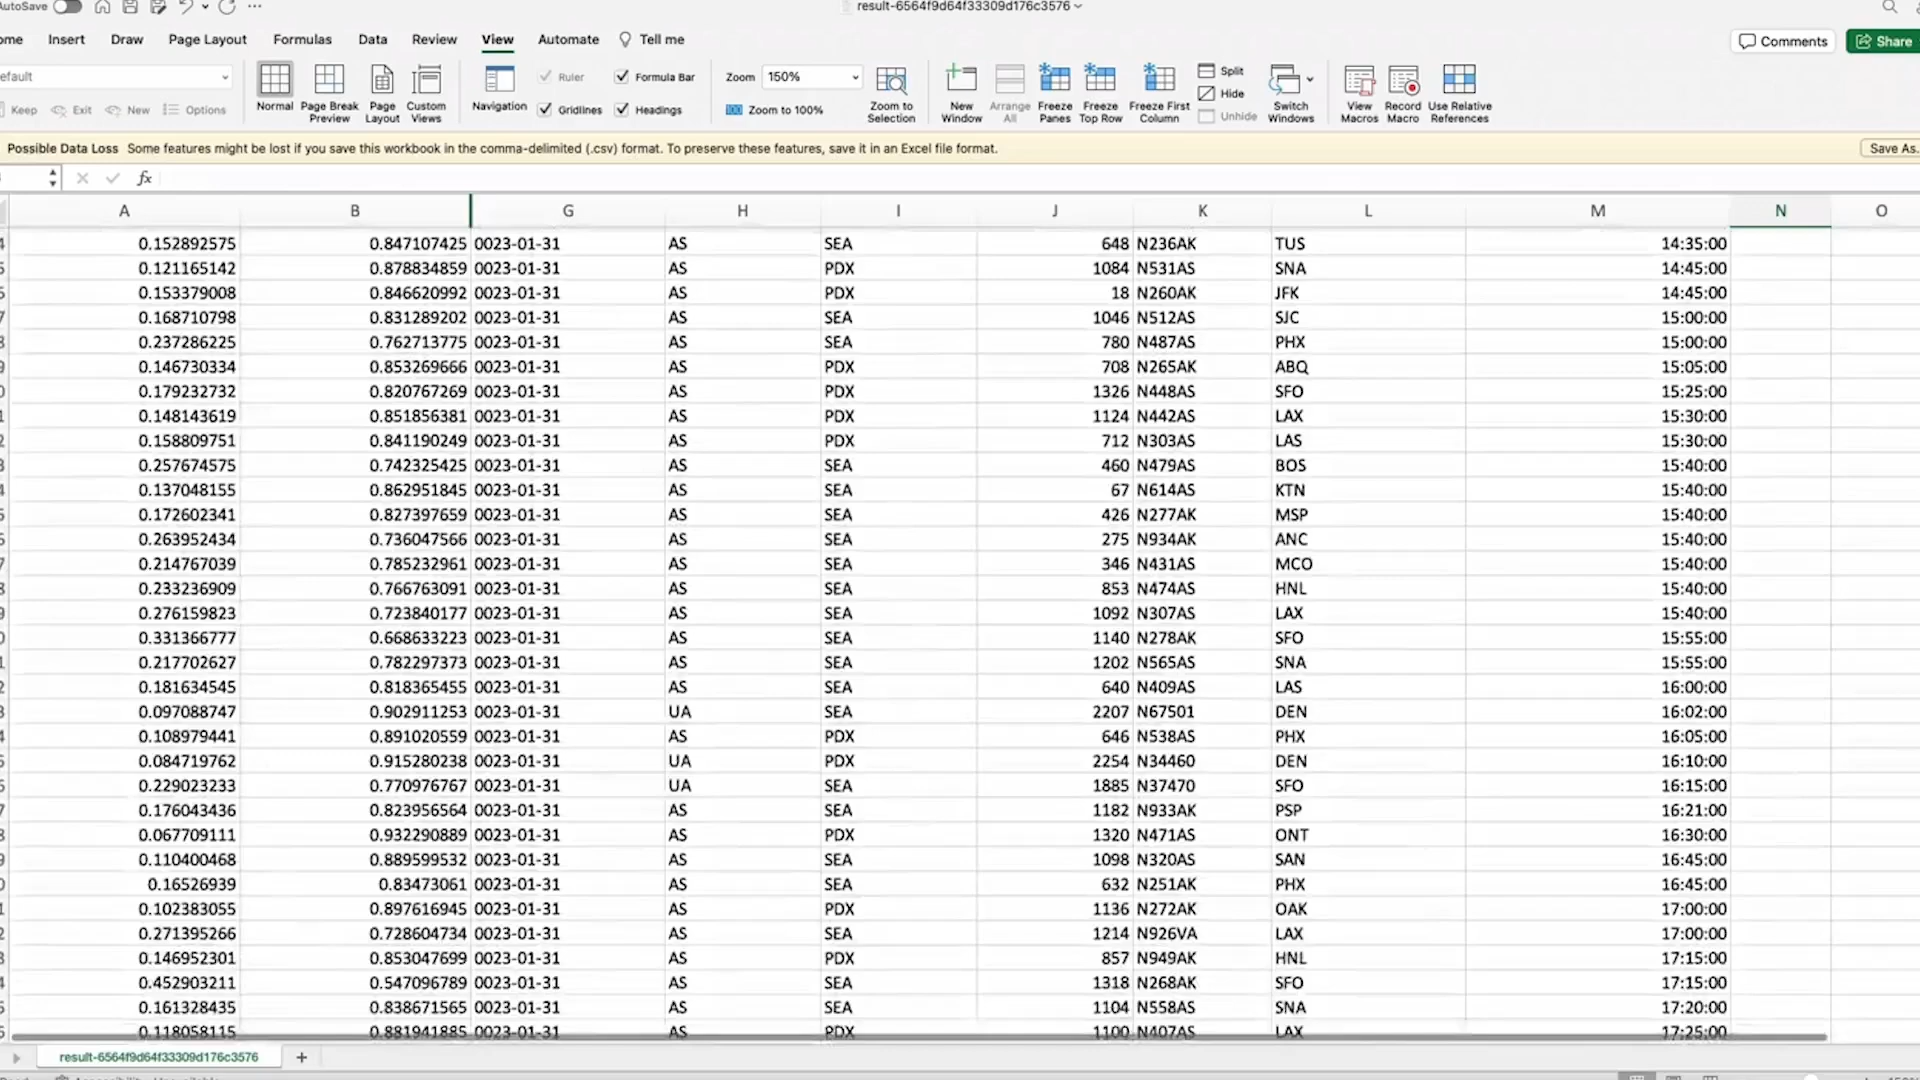 AutoSave result-6564f9d64f33309d176c3576
ome Insert Draw Page Layout Formulas Data Review View Automate Tell me Comments Share
efault Ruler Formula Bar Zoom 150% Split
Keep Exit New Options Normal Page Break Preview Page Layout Custom Views Navigation Gridlines Headings Zoom to 100% Zoom to Selection New Window Arrange All Freeze Panes Freeze Top Row Freeze First Column Hide Unhide Switch Windows View Macros Record Macro Use Relative References
Possible Data Loss Some features might be lost if you save this workbook in the comma-delimited (.csv) format. To preserve these features, save it in an Excel file format. Save As.
fx
A B G H I J K L M N O
0.152892575 0.847107425 0023-01-31 AS SEA 648 N236AK TUS 14:35:00
0.121165142 0.878834859 0023-01-31 AS PDX 1084 N531AS SNA 14:45:00
0.153379008 0.846620992 0023-01-31 AS PDX 18 N260AK JFK 14:45:00
0.168710798 0.831289202 0023-01-31 AS SEA 1046 N512AS SJC 15:00:00
0.237286225 0.762713775 0023-01-31 AS SEA 780 N487AS PHX 15:00:00
0.146730334 0.853269666 0023-01-31 AS PDX 708 N265AK ABQ 15:05:00
0.179232732 0.820767269 0023-01-31 AS PDX 1326 N448AS SFO 15:25:00
0.148143619 0.851856381 0023-01-31 AS PDX 1124 N442AS LAX 15:30:00
0.158809751 0.841190249 0023-01-31 AS PDX 712 N303AS LAS 15:30:00
0.257674575 0.742325425 0023-01-31 AS SEA 460 N479AS BOS 15:40:00
0.137048155 0.862951845 0023-01-31 AS SEA 67 N614AS KTN 15:40:00
0.172602341 0.827397659 0023-01-31 AS SEA 426 N277AK MSP 15:40:00
0.263952434 0.736047566 0023-01-31 AS SEA 275 N934AK ANC 15:40:00
0.214767039 0.785232961 0023-01-31 AS SEA 346 N431AS MCO 15:40:00
0.233236909 0.766763091 0023-01-31 AS SEA 853 N474AS HNL 15:40:00
0.276159823 0.723840177 0023-01-31 AS SEA 1092 N307AS LAX 15:40:00
0.331366777 0.668633223 0023-01-31 AS SEA 1140 N278AK SFO 15:55:00
0.217702627 0.782297373 0023-01-31 AS SEA 1202 N565AS SNA 15:55:00
0.181634545 0.818365455 0023-01-31 AS SEA 640 N409AS LAS 16:00:00
0.097088747 0.902911253 0023-01-31 UA SEA 2207 N67501 DEN 16:02:00
0.108979441 0.891020559 0023-01-31 AS PDX 646 N538AS PHX 16:05:00
0.084719762 0.915280238 0023-01-31 UA PDX 2254 N34460 DEN 16:10:00
0.229023233 0.770976767 0023-01-31 UA SEA 1885 N37470 SFO 16:15:00
0.176043436 0.823956564 0023-01-31 AS SEA 1182 N933AK PSP 16:21:00
0.067709111 0.932290889 0023-01-31 AS PDX 1320 N471AS ONT 16:30:00
0.110400468 0.889599532 0023-01-31 AS SEA 1098 N320AS SAN 16:45:00
0.16526939 0.83473061 0023-01-31 AS SEA 632 N251AK PHX 16:45:00
0.102383055 0.897616945 0023-01-31 AS PDX 1136 N272AK OAK 17:00:00
0.271395266 0.728604734 0023-01-31 AS SEA 1214 N926VA LAX 17:00:00
0.146952301 0.853047699 0023-01-31 AS PDX 857 N949AK HNL 17:15:00
0.452903211 0.547096789 0023-01-31 AS SEA 1318 N268AK SFO 17:15:00
0.161328435 0.838671565 0023-01-31 AS SEA 1104 N558AS SNA 17:20:00
0.118058115 0.881941885 0023-01-31 AS PDX 1100 N407AS LAX 17:25:00
result-6564f9d64f33309d176c3576